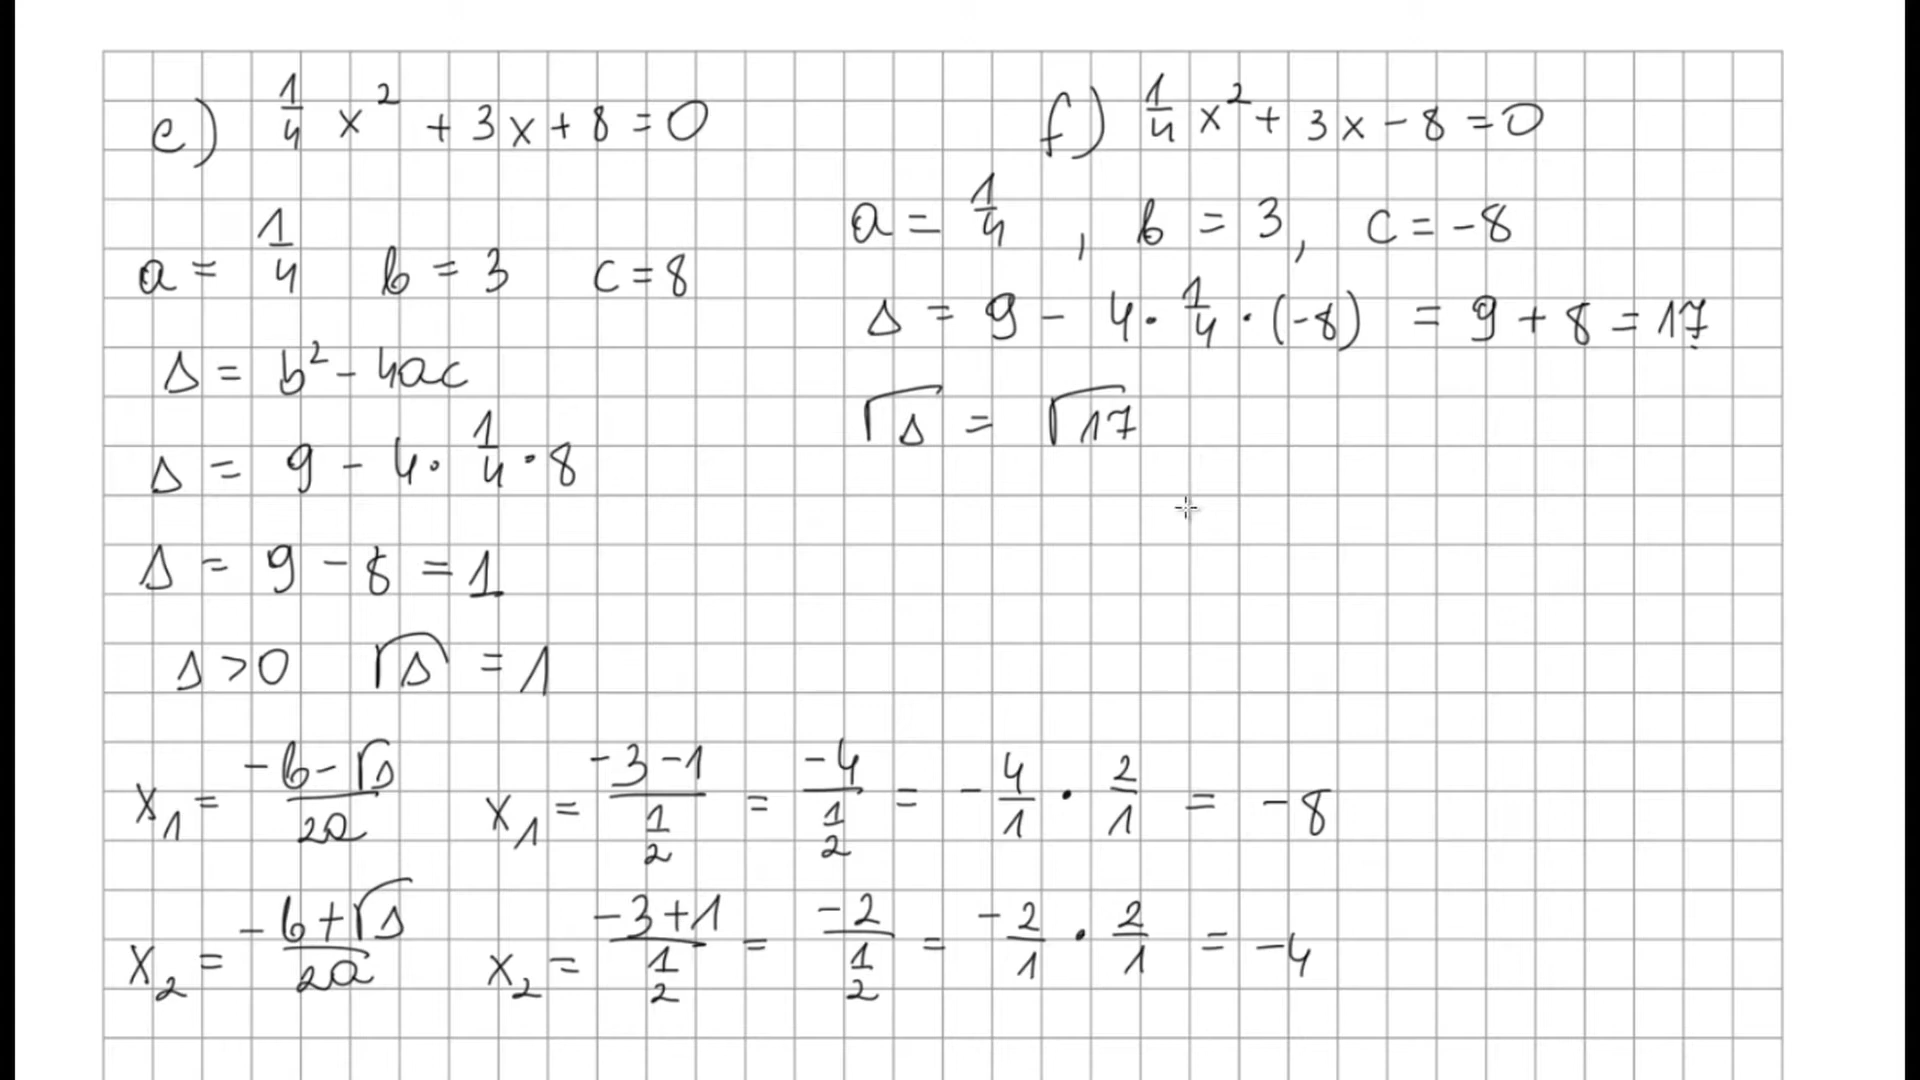 e) 1/4 x² + 3x + 8 = 0
a = 1/4 b = 3 c = 8
Δ = b² - 4ac
Δ = 9 - 4 · 1/4 · 8
Δ = 9 - 8 = 1
Δ > 0 √Δ = 1
x₁ = (-b-√Δ)/(2a) x₁ = (-3-1)/(1/2) = (-4)/(1/2) = -4/1 · 2/1 = -8
x₂ = (-b+√Δ)/(2a) x₂ = (-3+1)/(1/2) = (-2)/(1/2) = -2/1 · 2/1 = -4
f) 1/4 x² + 3x - 8 = 0
a = 1/4 , b = 3, c = -8
Δ = 9 - 4 · 1/4 · (-8) = 9 + 8 = 17
√Δ = √17